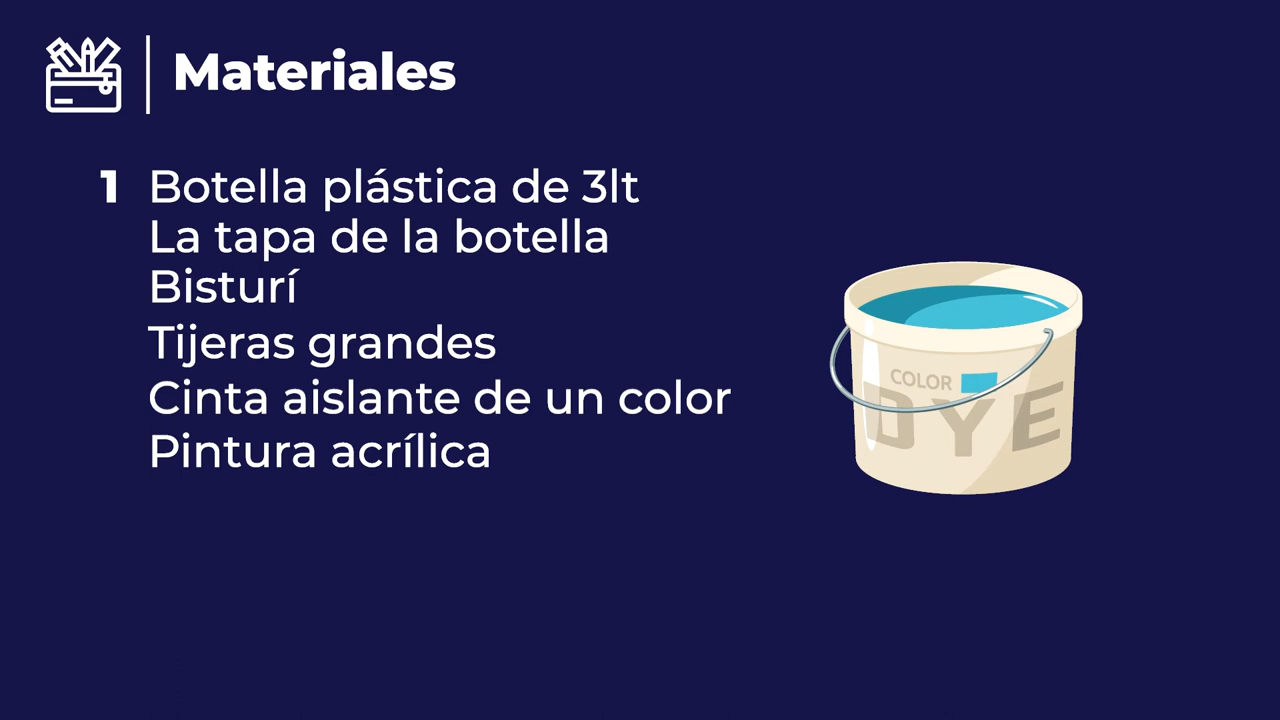 Materiales
1 Botella plástica de 3lt
La tapa de la botella
Bisturí
Tijeras grandes
Cinta aislante de un color
Pintura acrílica
COLOR
DYE